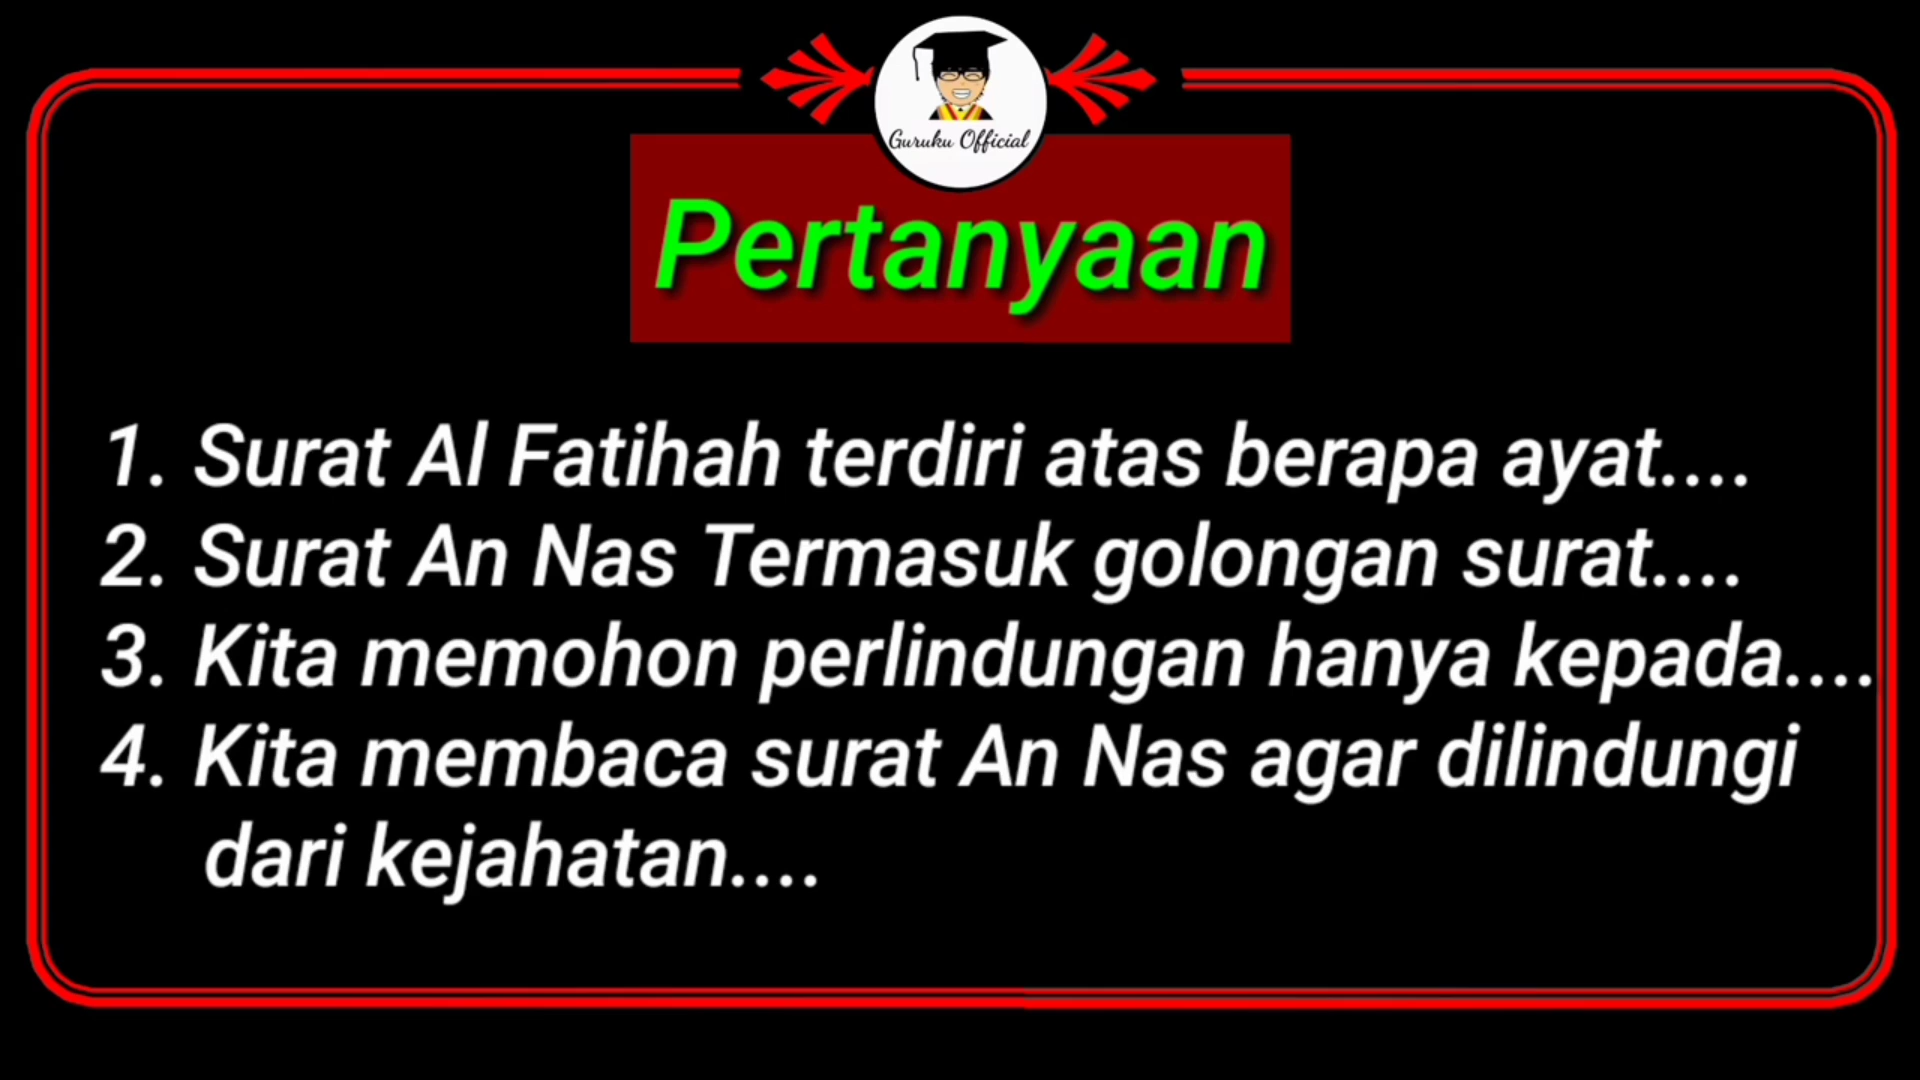 Guruku Official
Pertanyaan
1. Surat Al Fatihah terdiri atas berapa ayat....
2. Surat An Nas Termasuk golongan surat....
3. Kita memohon perlindungan hanya kepada....
4. Kita membaca surat An Nas agar dilindungi
dari kejahatan....